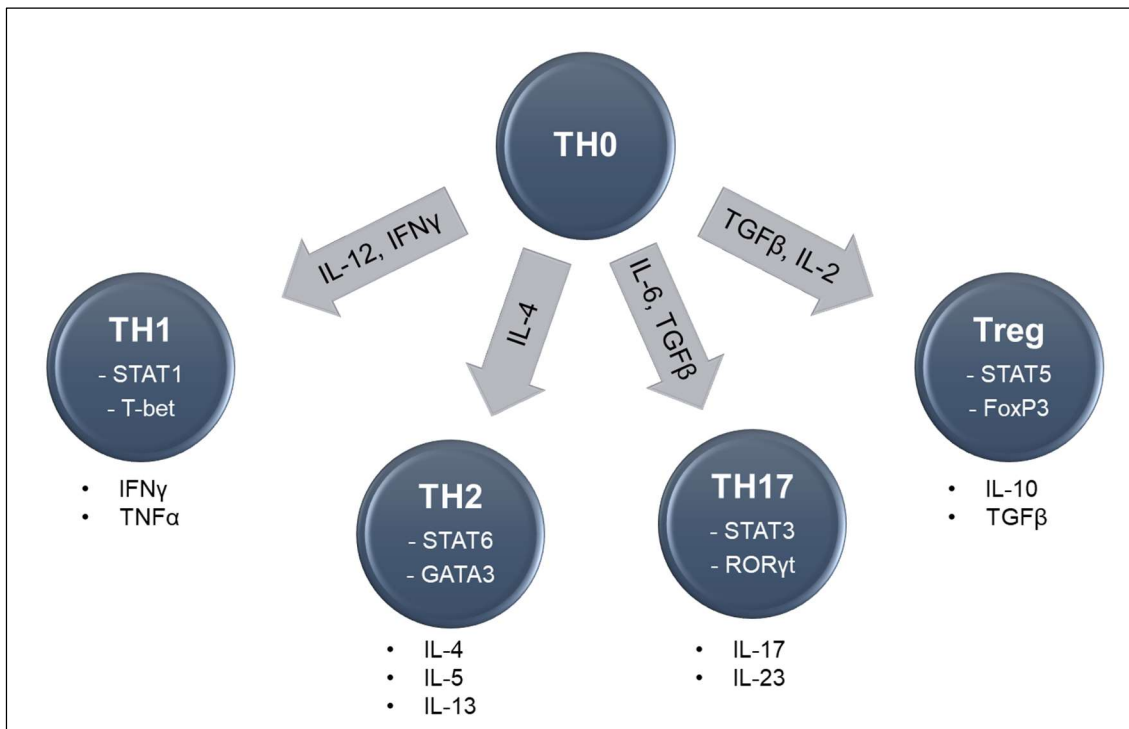 TH0
IL-12, IFNγ
IL-4
IL-6, TGFβ
TGFβ, IL-2
TH1
- STAT1
- T-bet
• IFNγ
• TNFα
TH2
- STAT6
- GATA3
• IL-4
• IL-5
• IL-13
TH17
- STAT3
- RORγt
• IL-17
• IL-23
Treg
- STAT5
- FoxP3
• IL-10
• TGFβ